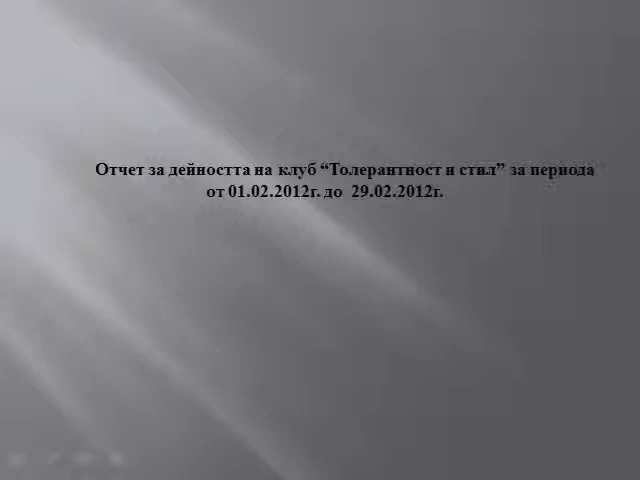 Отчет за дейността на клуб “Толерантност и стил” за периода
от 01.02.2012г. до 29.02.2012г.